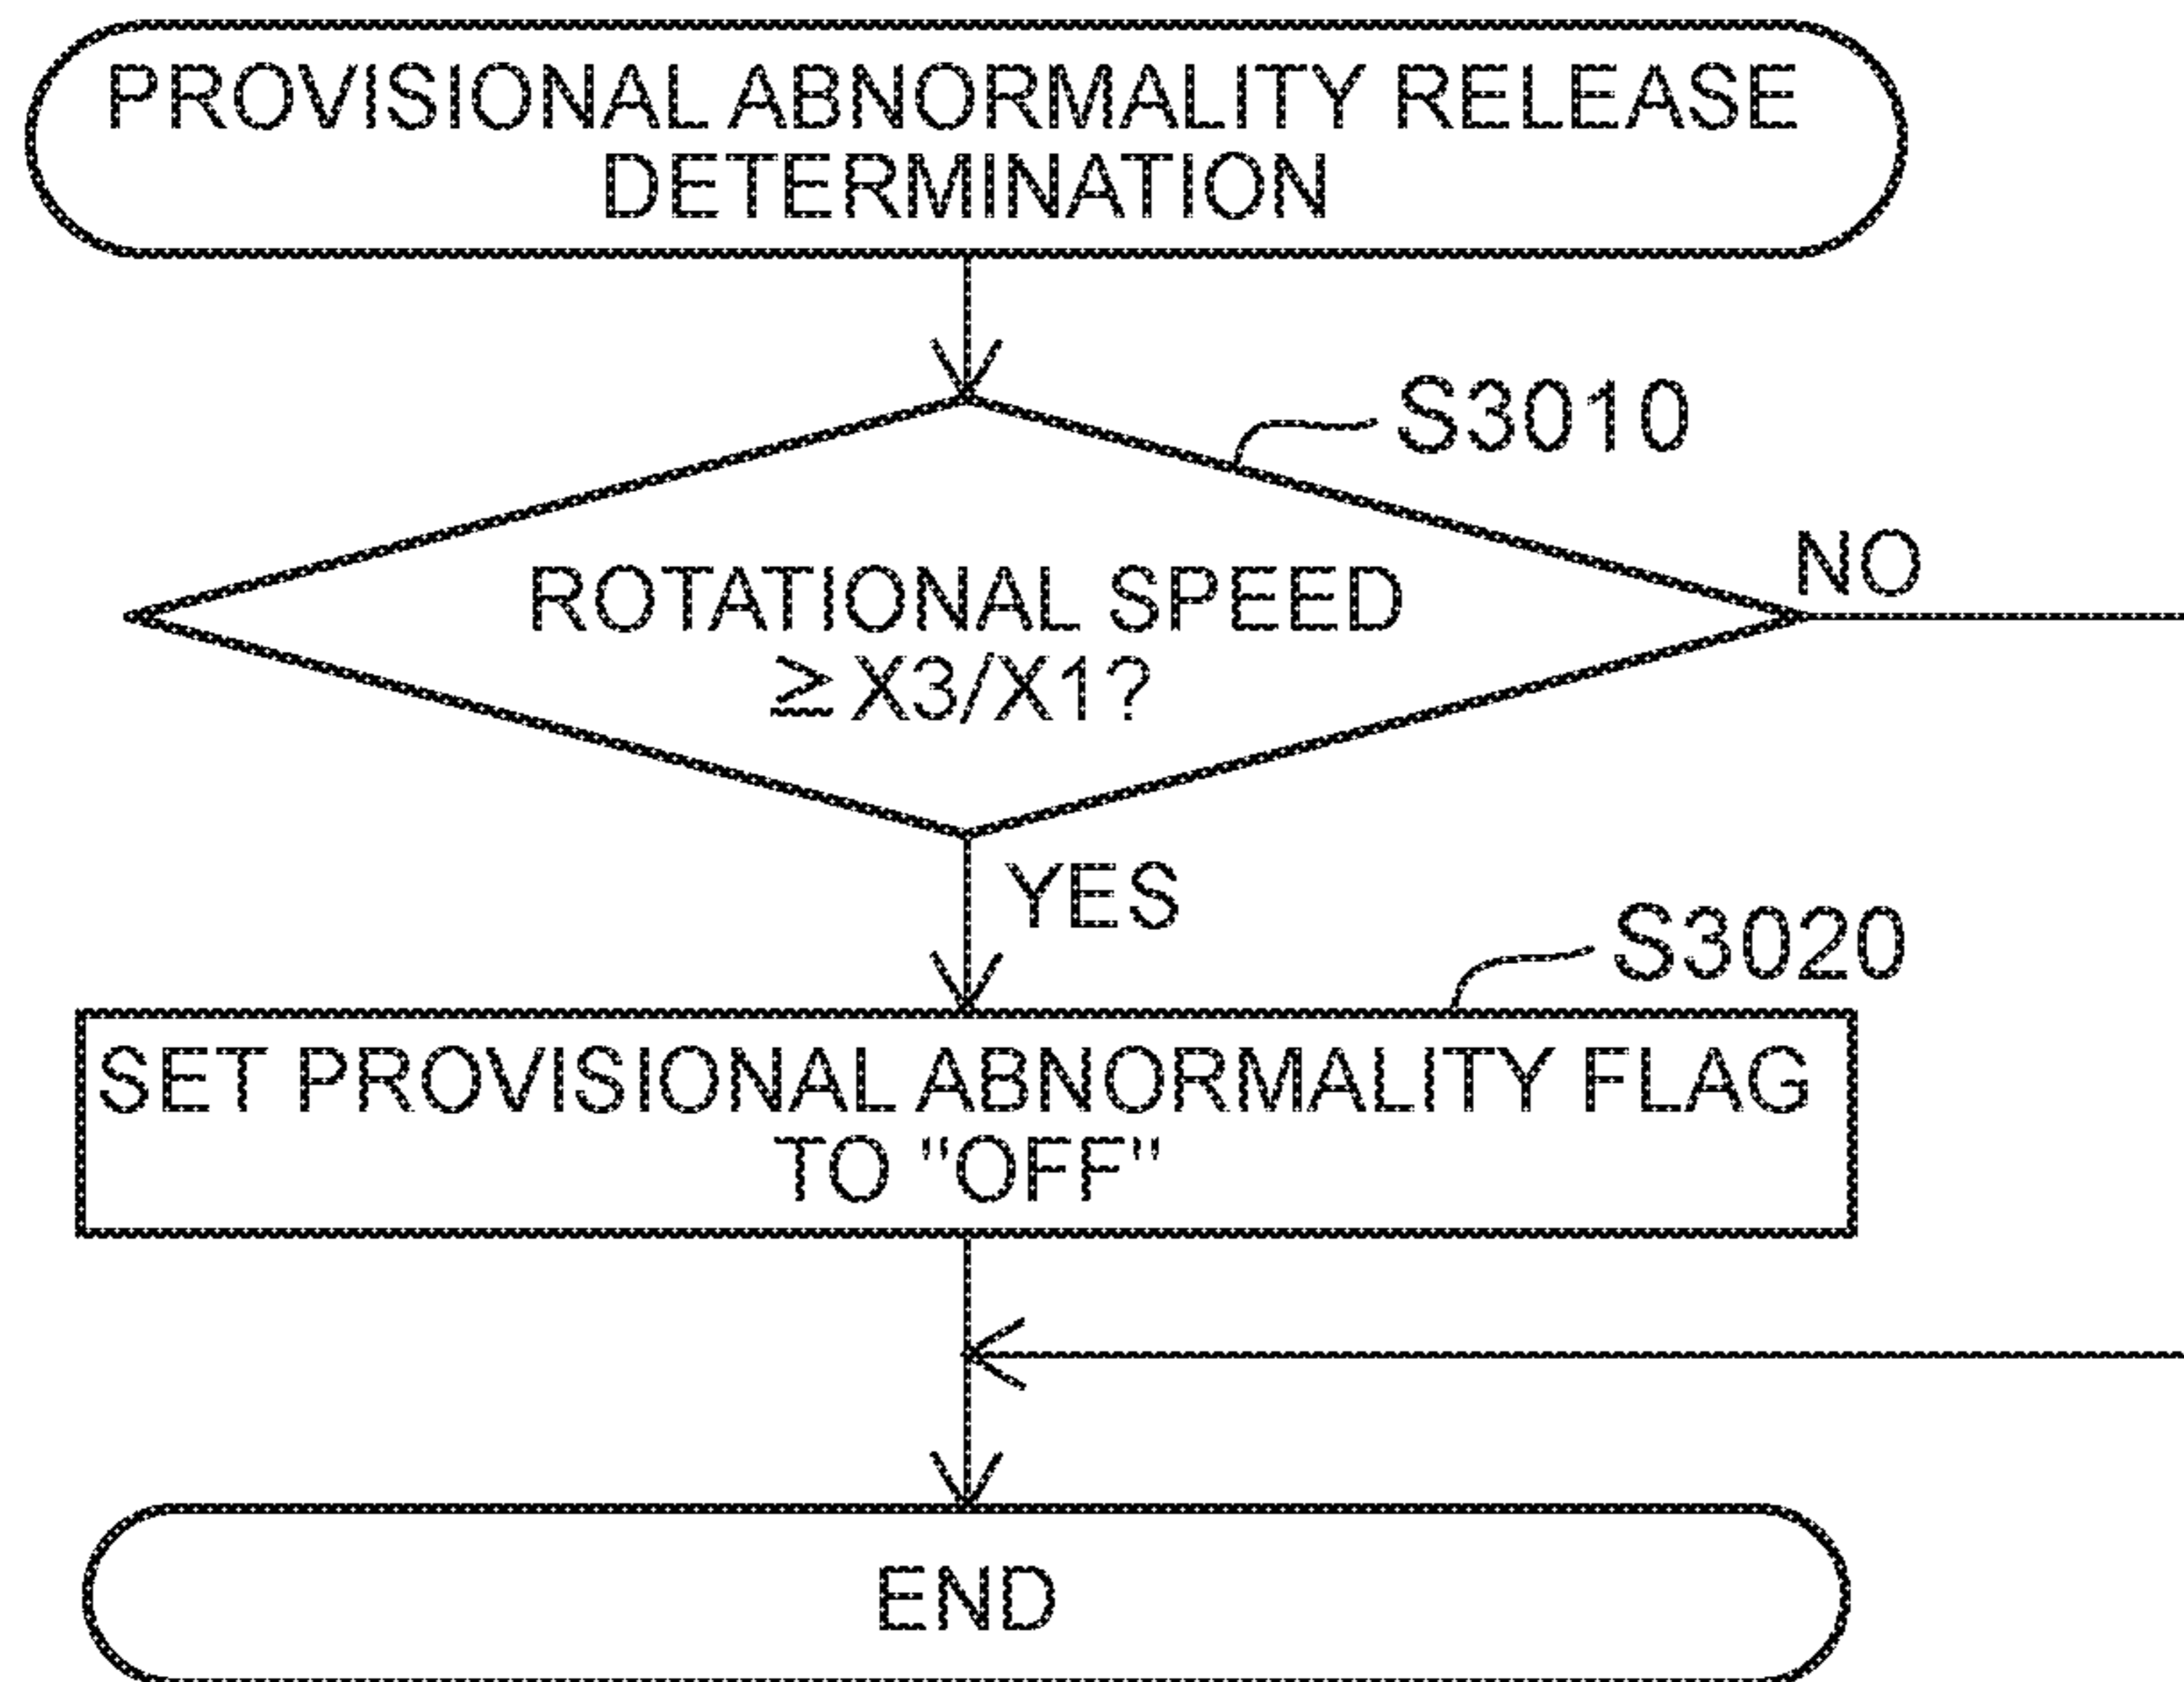 PROVISIONAL ABNORMALITY RELEASE
DETERMINATION
S3010
NO
ROTATIONAL SPEED
≧ X3/X1?
YES
S3020
SET PROVISIONAL ABNORMALITY FLAG
TO "OFF"
END